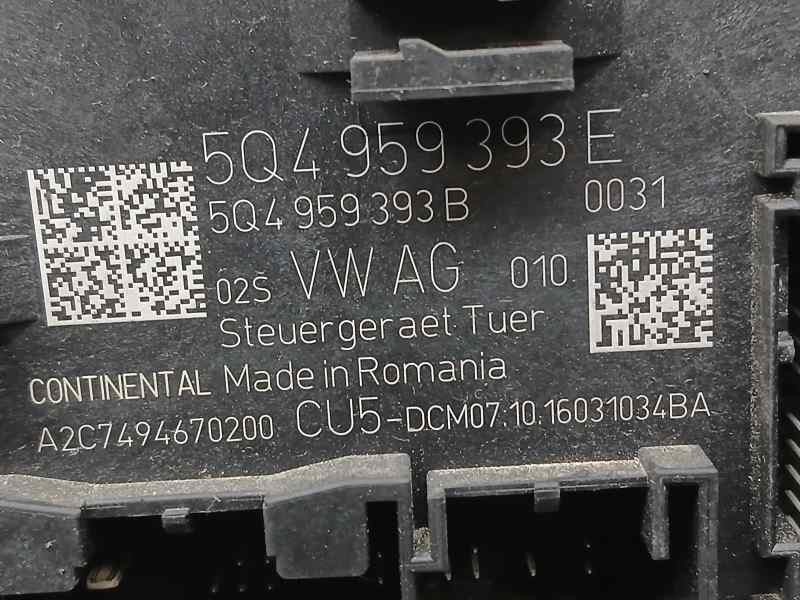 5Q4 959 393 E
5Q4 959 393 B 0031
02S VW AG 010
Steuergeraet Tuer
CONTINENTAL Made in Romania
A2C7494670200 CU5-DCM07.10.16031034BA